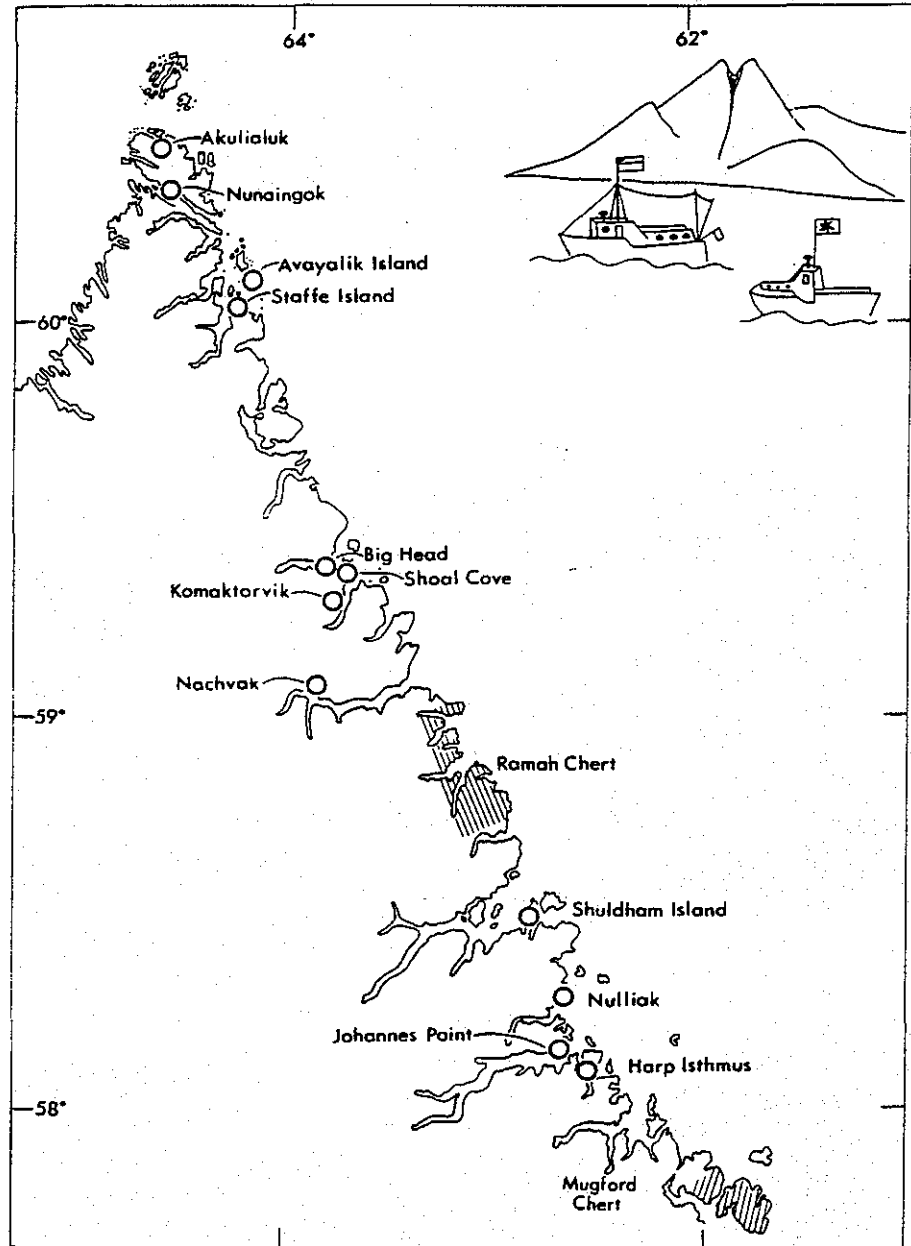 64°
62°
Akulialuk
Nunaingok
Avayalik Island
Staffe Island
60°
Big Head
Shoal Cove
Komaktorvik
Nachvak
59°
Ramah Chert
Shuldham Island
Nulliak
Johannes Point
Harp Isthmus
58°
Mugford
Chert